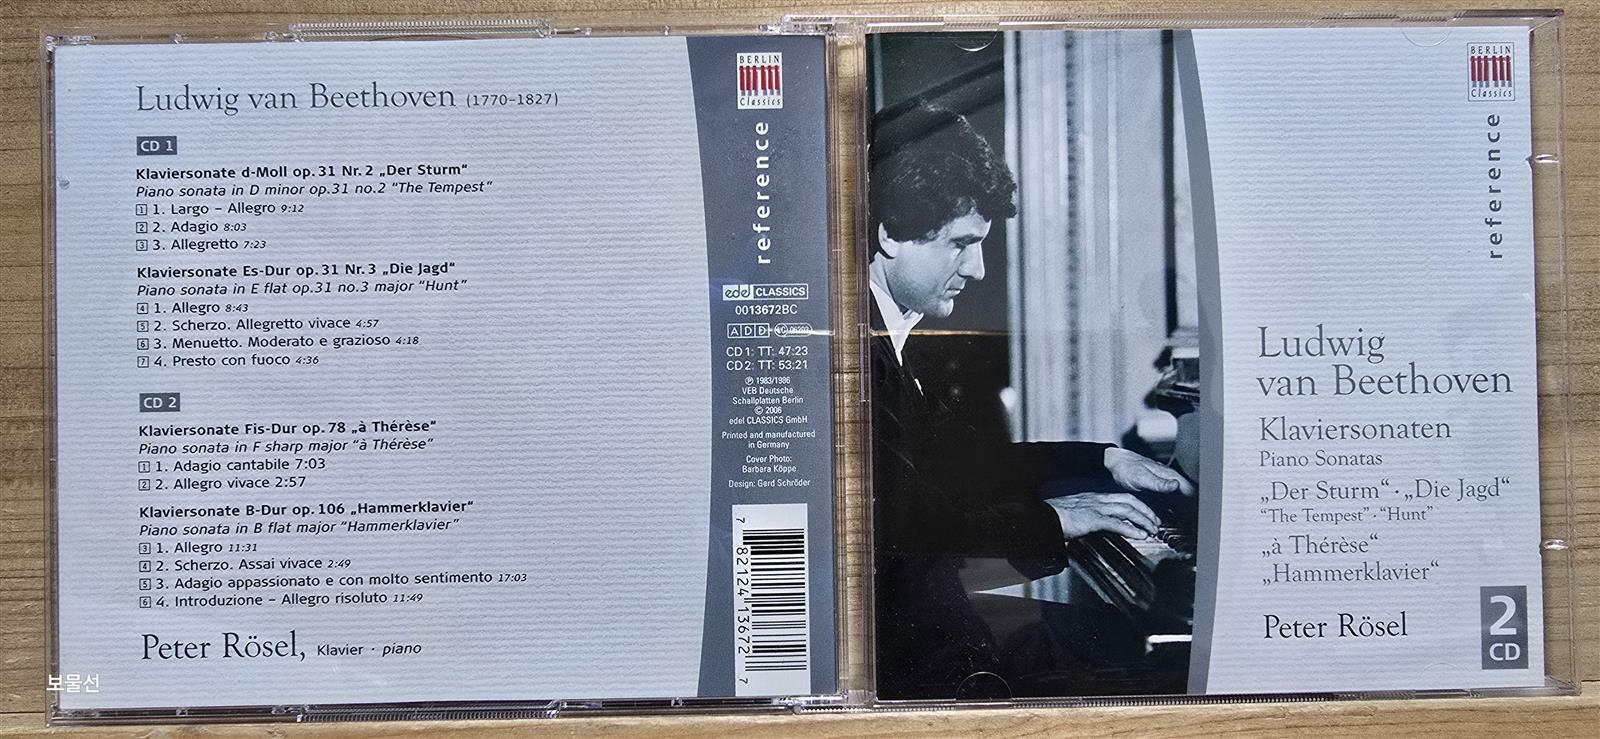 Ludwig van Beethoven (1770–1827)
CD 1
Klaviersonate d-Moll op. 31 Nr. 2 „Der Sturm“
Piano sonata in D minor op.31 no.2 “The Tempest”
1 1. Largo – Allegro 9:12
2 2. Adagio 8:03
3 3. Allegretto 7:23
Klaviersonate Es-Dur op. 31 Nr. 3 „Die Jagd“
Piano sonata in E flat op.31 no.3 major “Hunt”
4 1. Allegro 8:43
5 2. Scherzo. Allegretto vivace 4:57
6 3. Menuetto. Moderato e grazioso 4:18
7 4. Presto con fuoco 4:36
CD 2
Klaviersonate Fis-Dur op. 78 „à Thérèse“
Piano sonata in F sharp major “à Thérèse”
1 1. Adagio cantabile 7:03
2 2. Allegro vivace 2:57
Klaviersonate B-Dur op. 106 „Hammerklavier“
Piano sonata in B flat major “Hammerklavier”
3 1. Allegro 11:31
4 2. Scherzo. Assai vivace 2:49
5 3. Adagio appassionato e con molto sentimento 17:03
6 4. Introduzione – Allegro risoluto 11:49
Peter Rösel, Klavier · piano
보물선
BERLIN
Classics
reference
edel CLASSICS
0013672BC
ADD LC 06203
CD 1: TT: 47:23
CD 2: TT: 53:21
℗ 1983/1986
VEB Deutsche
Schallplatten Berlin
© 2006
edel CLASSICS GmbH
Printed and manufactured
in Germany
Cover Photo:
Barbara Köppe
Design: Gerd Schröder
7 82124 13672 7
BERLIN
Classics
reference
Ludwig
van Beethoven
Klaviersonaten
Piano Sonatas
„Der Sturm“ · „Die Jagd“
“The Tempest” · “Hunt”
„à Thérèse“
„Hammerklavier“
Peter Rösel
2
CD